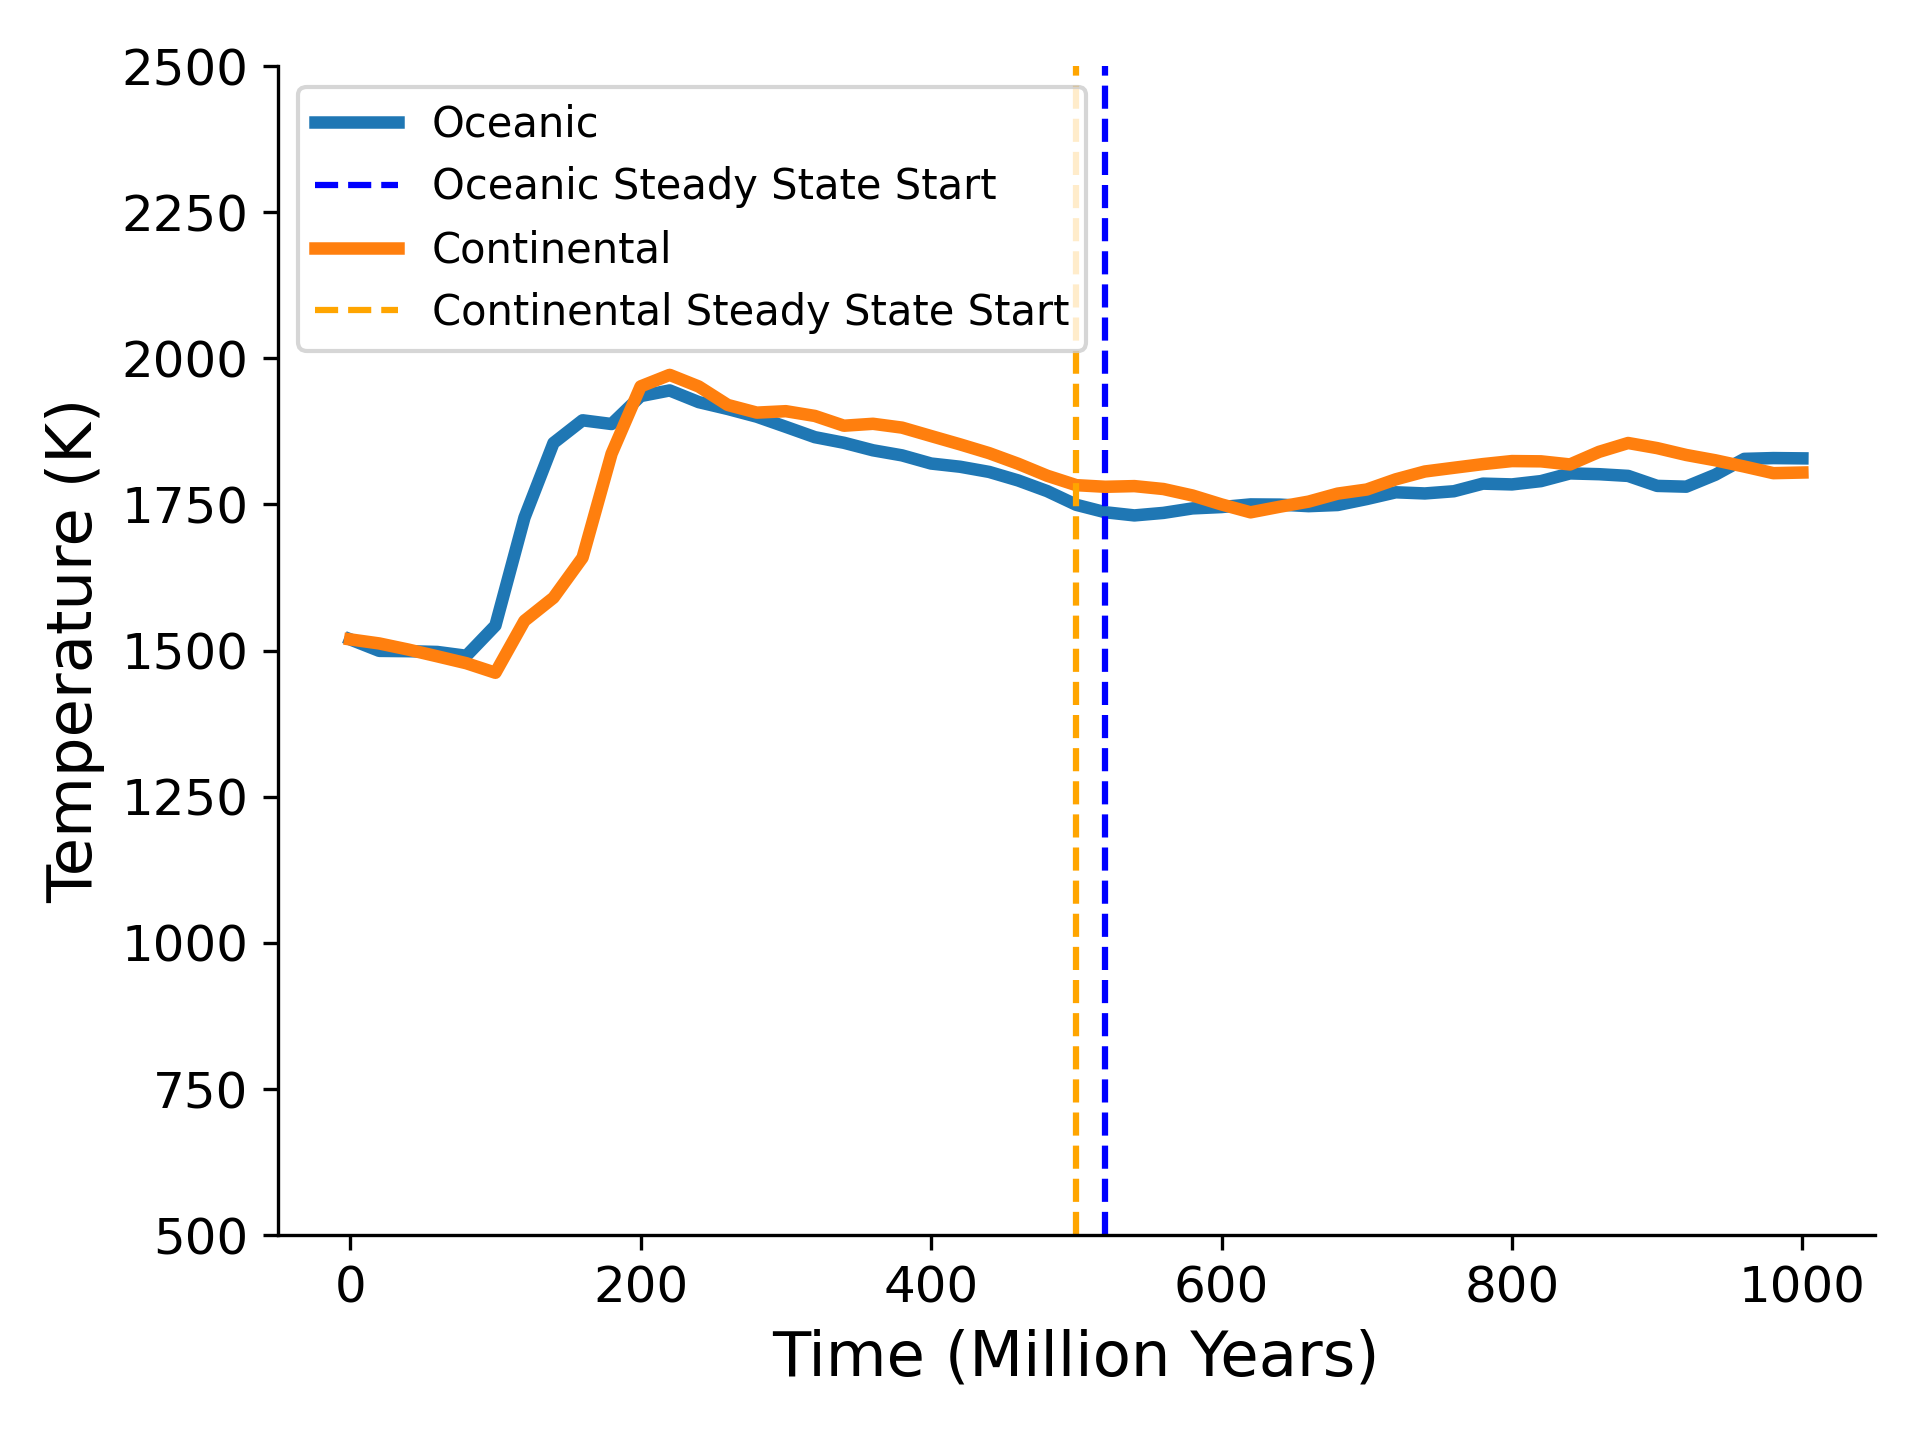 2500
2250
2000
1750
1500
1250
1000
750
500
Temperature (K)
Oceanic
Oceanic Steady State Start
Continental
Continental Steady State Start
0 200 400 600 800 1000
Time (Million Years)